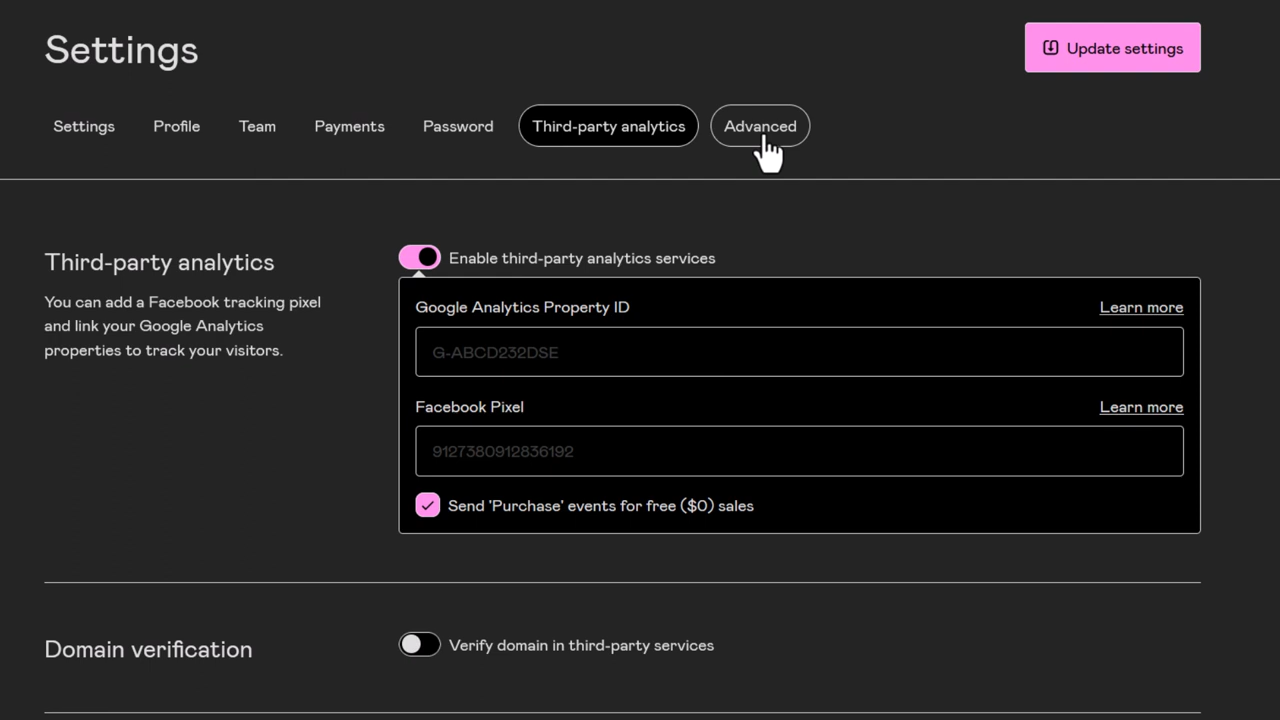 Settings
Update settings
Settings
Profile
Team
Payments
Password
Third-party analytics
Advanced
Third-party analytics
You can add a Facebook tracking pixel
and link your Google Analytics
properties to track your visitors.
Enable third-party analytics services
Google Analytics Property ID
Learn more
G-ABCD232DSE
Facebook Pixel
Learn more
9127380912836192
Send 'Purchase' events for free ($0) sales
Domain verification
Verify domain in third-party services